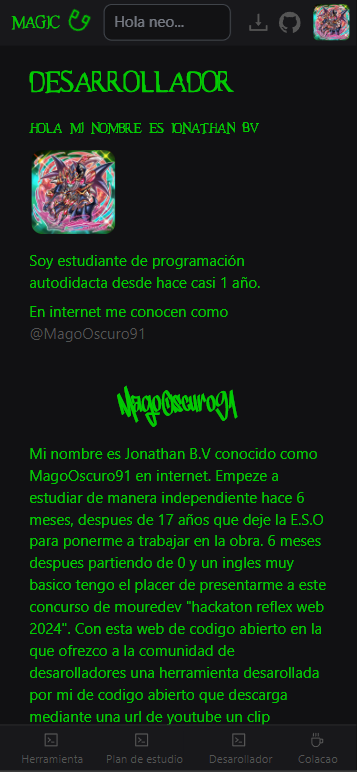 MAGIC
Hola neo...
DESARROLLADOR
HOLA MI NOMBRE ES JONATHAN BV
Soy estudiante de programación
autodidacta desde hace casi 1 año.
En internet me conocen como
@MagoOscuro91
MagoOscuro91
Mi nombre es Jonathan B.V conocido como
MagoOscuro91 en internet. Empeze a
estudiar de manera independiente hace 6
meses, despues de 17 años que deje la E.S.O
para ponerme a trabajar en la obra. 6 meses
despues partiendo de 0 y un ingles muy
basico tengo el placer de presentarme a este
concurso de mouredev "hackaton reflex web
2024". Con esta web de codigo abierto en la
que ofrezco a la comunidad de
desarolladores una herramienta desarollada
por mi de codigo abierto que descarga
mediante una url de youtube un clip
Herramienta
Plan de estudio
Desarollador
Colacao